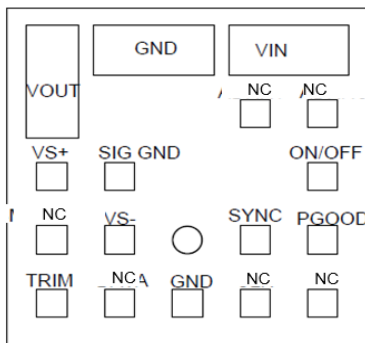 GND VIN
VOUT
NC NC
VS+ SIG GND ON/OFF
NC VS- SYNC PGOOD
TRIM NC GND NC NC